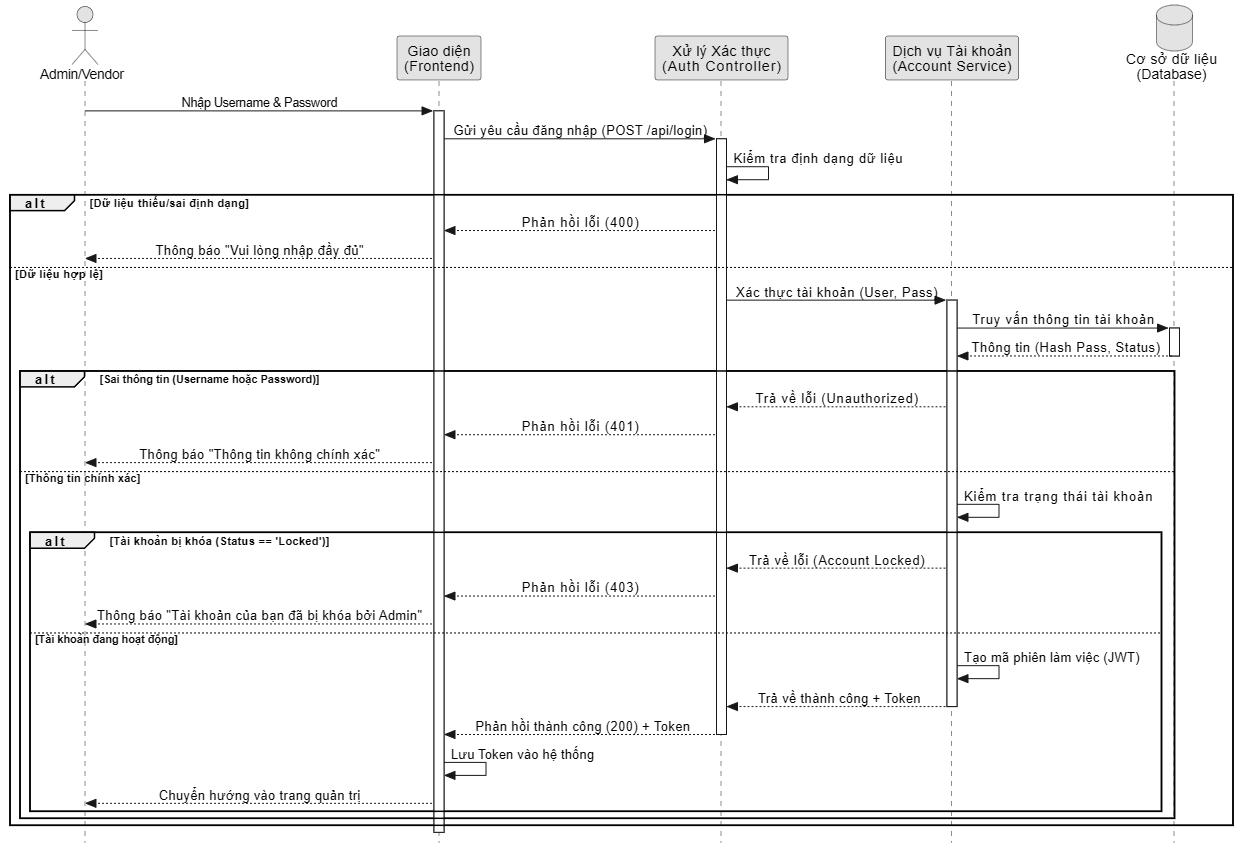 Admin/Vendor
Giao diện
(Frontend)
Xử lý Xác thực
(Auth Controller)
Dịch vụ Tài khoản
(Account Service)
Cơ sở dữ liệu
(Database)
Nhập Username & Password
Gửi yêu cầu đăng nhập (POST /api/login)
Kiểm tra định dạng dữ liệu
alt
[Dữ liệu thiếu/sai định dạng]
Phản hồi lỗi (400)
Thông báo "Vui lòng nhập đầy đủ"
[Dữ liệu hợp lệ]
Xác thực tài khoản (User, Pass)
Truy vấn thông tin tài khoản
Thông tin (Hash Pass, Status)
alt
[Sai thông tin (Username hoặc Password)]
Trả về lỗi (Unauthorized)
Phản hồi lỗi (401)
Thông báo "Thông tin không chính xác"
[Thông tin chính xác]
Kiểm tra trạng thái tài khoản
alt
[Tài khoản bị khóa (Status == 'Locked')]
Trả về lỗi (Account Locked)
Phản hồi lỗi (403)
Thông báo "Tài khoản của bạn đã bị khóa bởi Admin"
[Tài khoản đang hoạt động]
Tạo mã phiên làm việc (JWT)
Trả về thành công + Token
Phản hồi thành công (200) + Token
Lưu Token vào hệ thống
Chuyển hướng vào trang quản trị